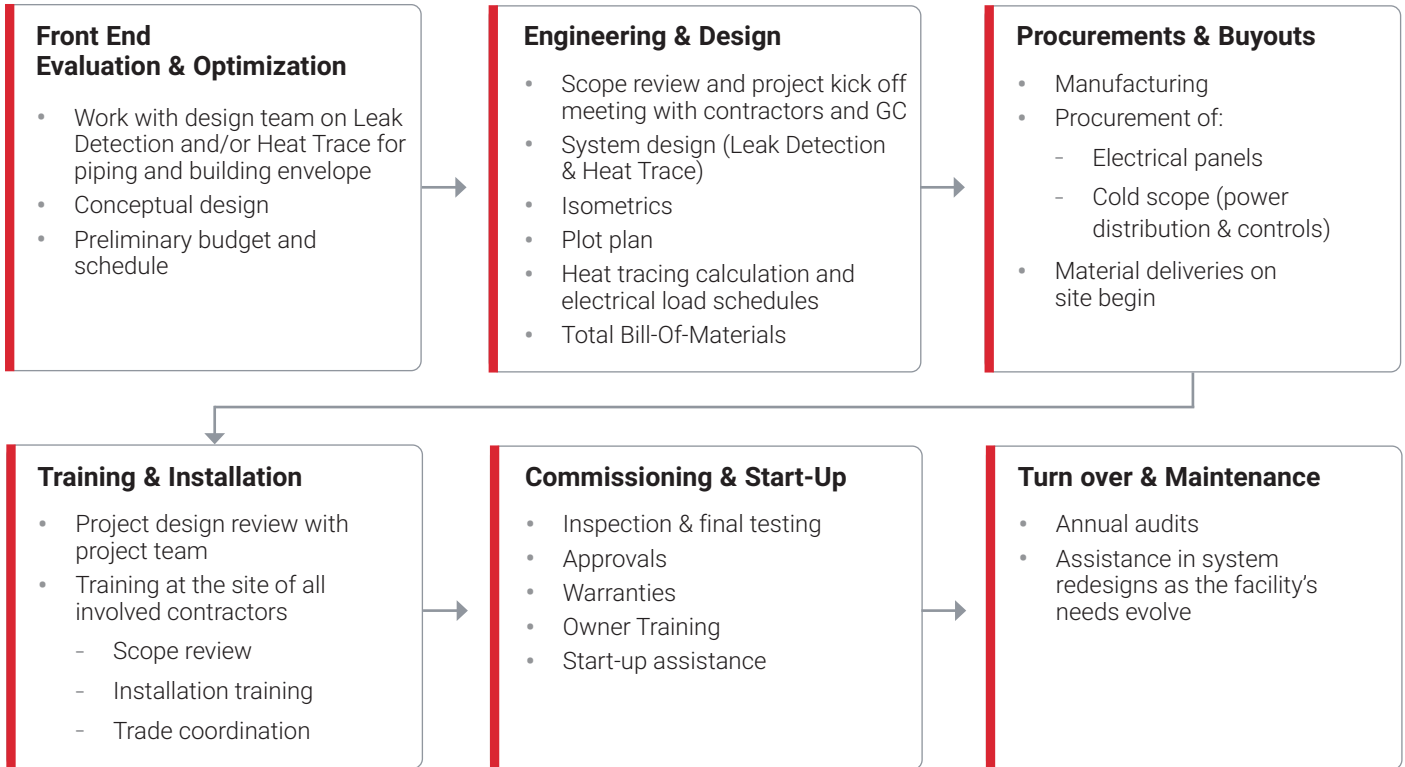 Front End
Evaluation & Optimization
• Work with design team on Leak
Detection and/or Heat Trace for
piping and building envelope
• Conceptual design
• Preliminary budget and
schedule
Engineering & Design
• Scope review and project kick off
meeting with contractors and GC
• System design (Leak Detection
& Heat Trace)
• Isometrics
• Plot plan
• Heat tracing calculation and
electrical load schedules
• Total Bill-Of-Materials
Procurements & Buyouts
• Manufacturing
• Procurement of:
- Electrical panels
- Cold scope (power
distribution & controls)
• Material deliveries on
site begin
Training & Installation
• Project design review with
project team
• Training at the site of all
involved contractors
- Scope review
- Installation training
- Trade coordination
Commissioning & Start-Up
• Inspection & final testing
• Approvals
• Warranties
• Owner Training
• Start-up assistance
Turn over & Maintenance
• Annual audits
• Assistance in system
redesigns as the facility’s
needs evolve